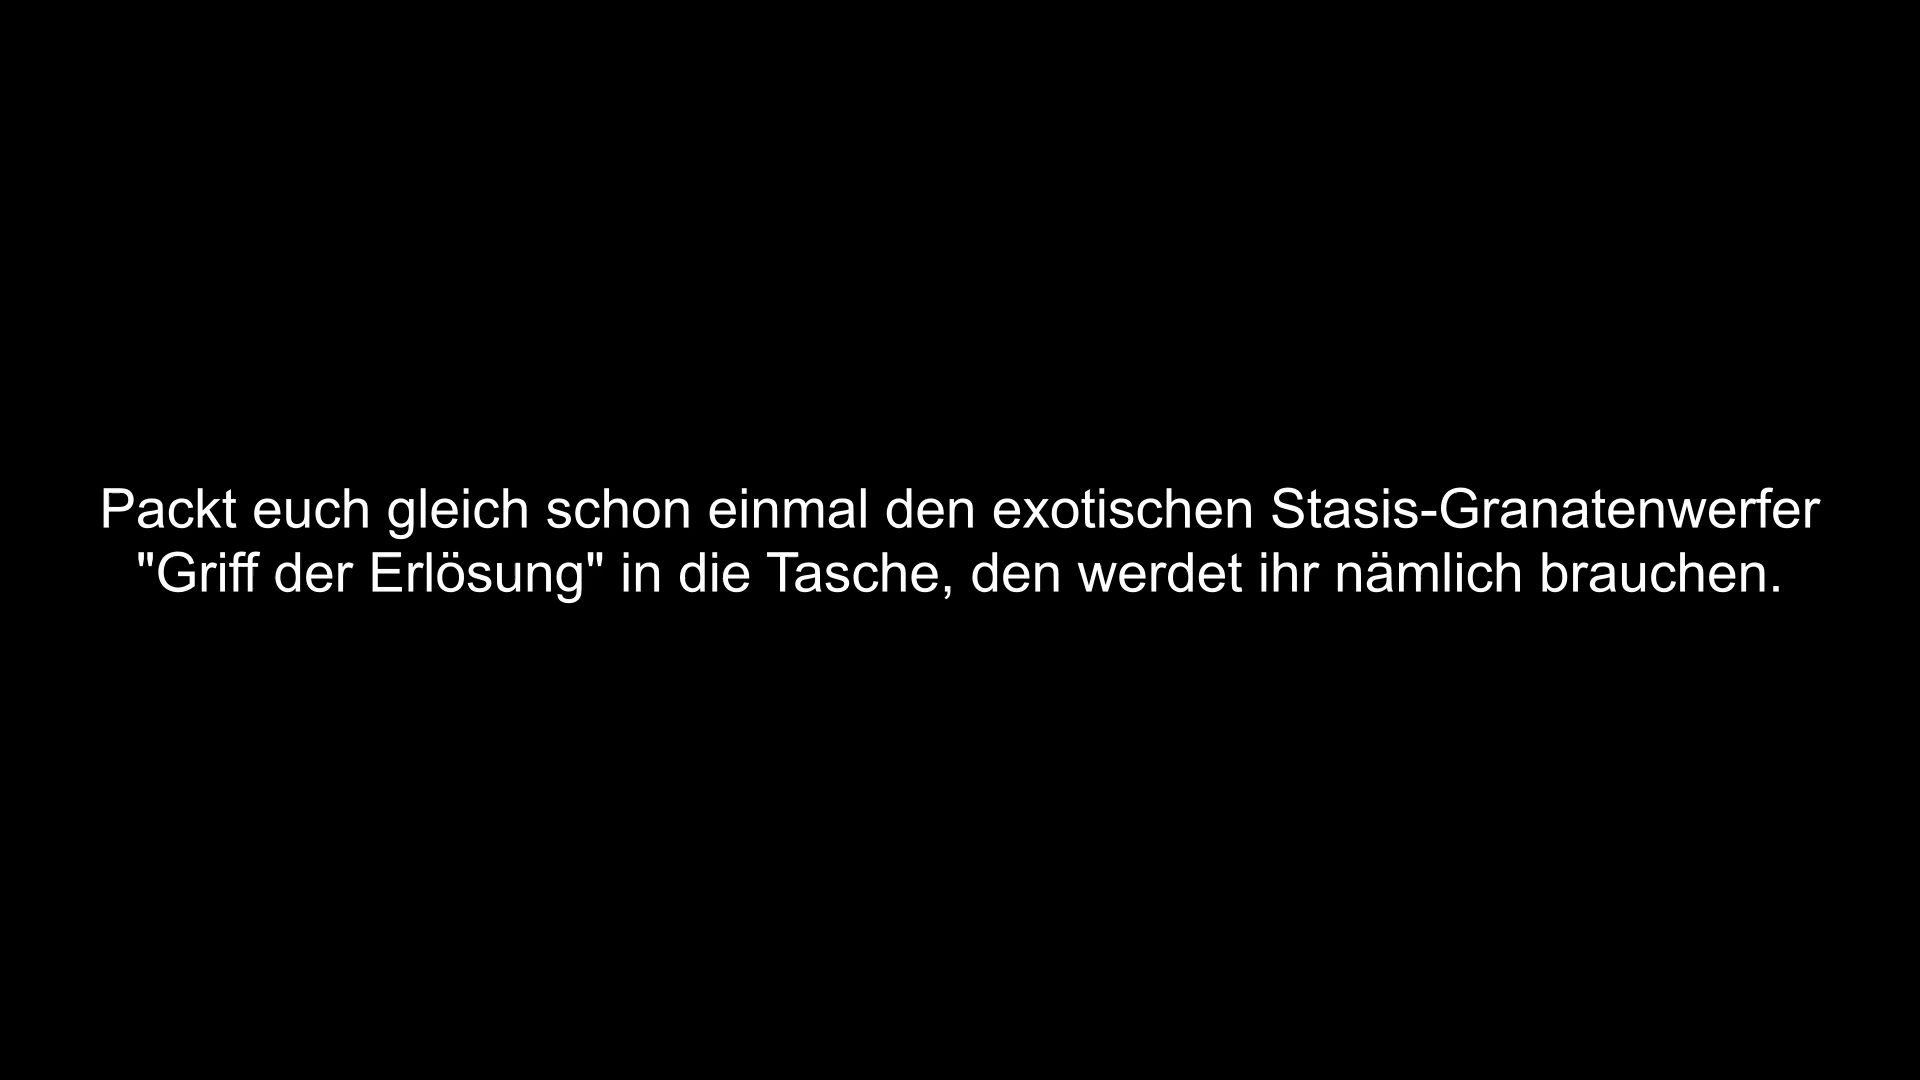 Packt euch gleich schon einmal den exotischen Stasis-Granatenwerfer
"Griff der Erlösung" in die Tasche, den werdet ihr nämlich brauchen.